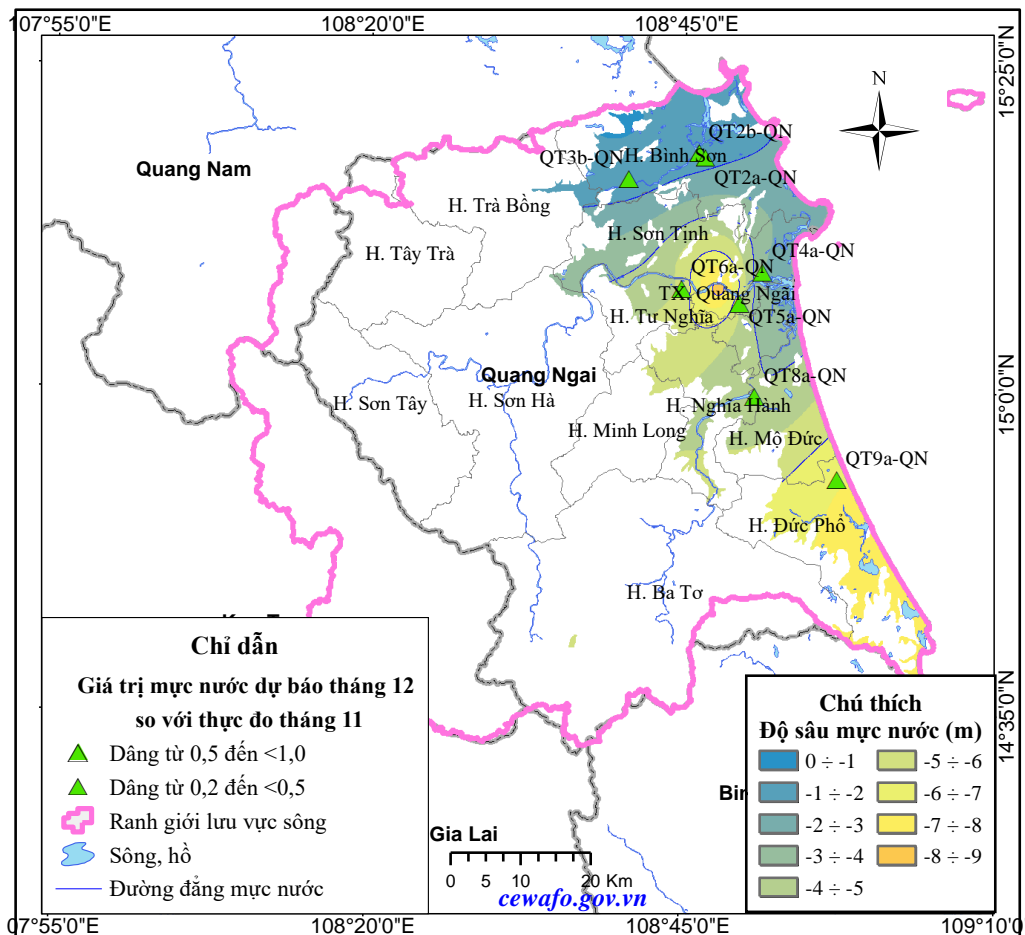 107°55'0"E 108°20'0"E 108°45'0"E
15°25'0"N
N
Quang Nam
QT2b-QN
QT3b-QN
H. Bình Sơn
QT2a-QN
H. Trà Bồng
H. Sơn Tịnh
H. Tây Trà
QT4a-QN
QT6a-QN
TX. Quảng Ngãi
H. Tư Nghĩa
QT5a-QN
15°0'0"N
Quang Ngai
QT8a-QN
H. Sơn Tây
H. Sơn Hà
H. Nghĩa Hành
H. Minh Long
H. Mộ Đức
QT9a-QN
H. Đức Phổ
H. Ba Tơ
14°35'0"N
Chỉ dẫn
Giá trị mực nước dự báo tháng 12
so với thực đo tháng 11
Dâng từ 0,5 đến <1,0
Dâng từ 0,2 đến <0,5
Ranh giới lưu vực sông
Sông, hồ
Đường đẳng mực nước
Gia Lai
0 5 10 20 Km
cewafo.gov.vn
Chú thích
Độ sâu mực nước (m)
0 ÷ -1
-1 ÷ -2
-2 ÷ -3
-3 ÷ -4
-4 ÷ -5
-5 ÷ -6
-6 ÷ -7
-7 ÷ -8
-8 ÷ -9
07°55'0"E 108°20'0"E 108°45'0"E 109°10'0"E